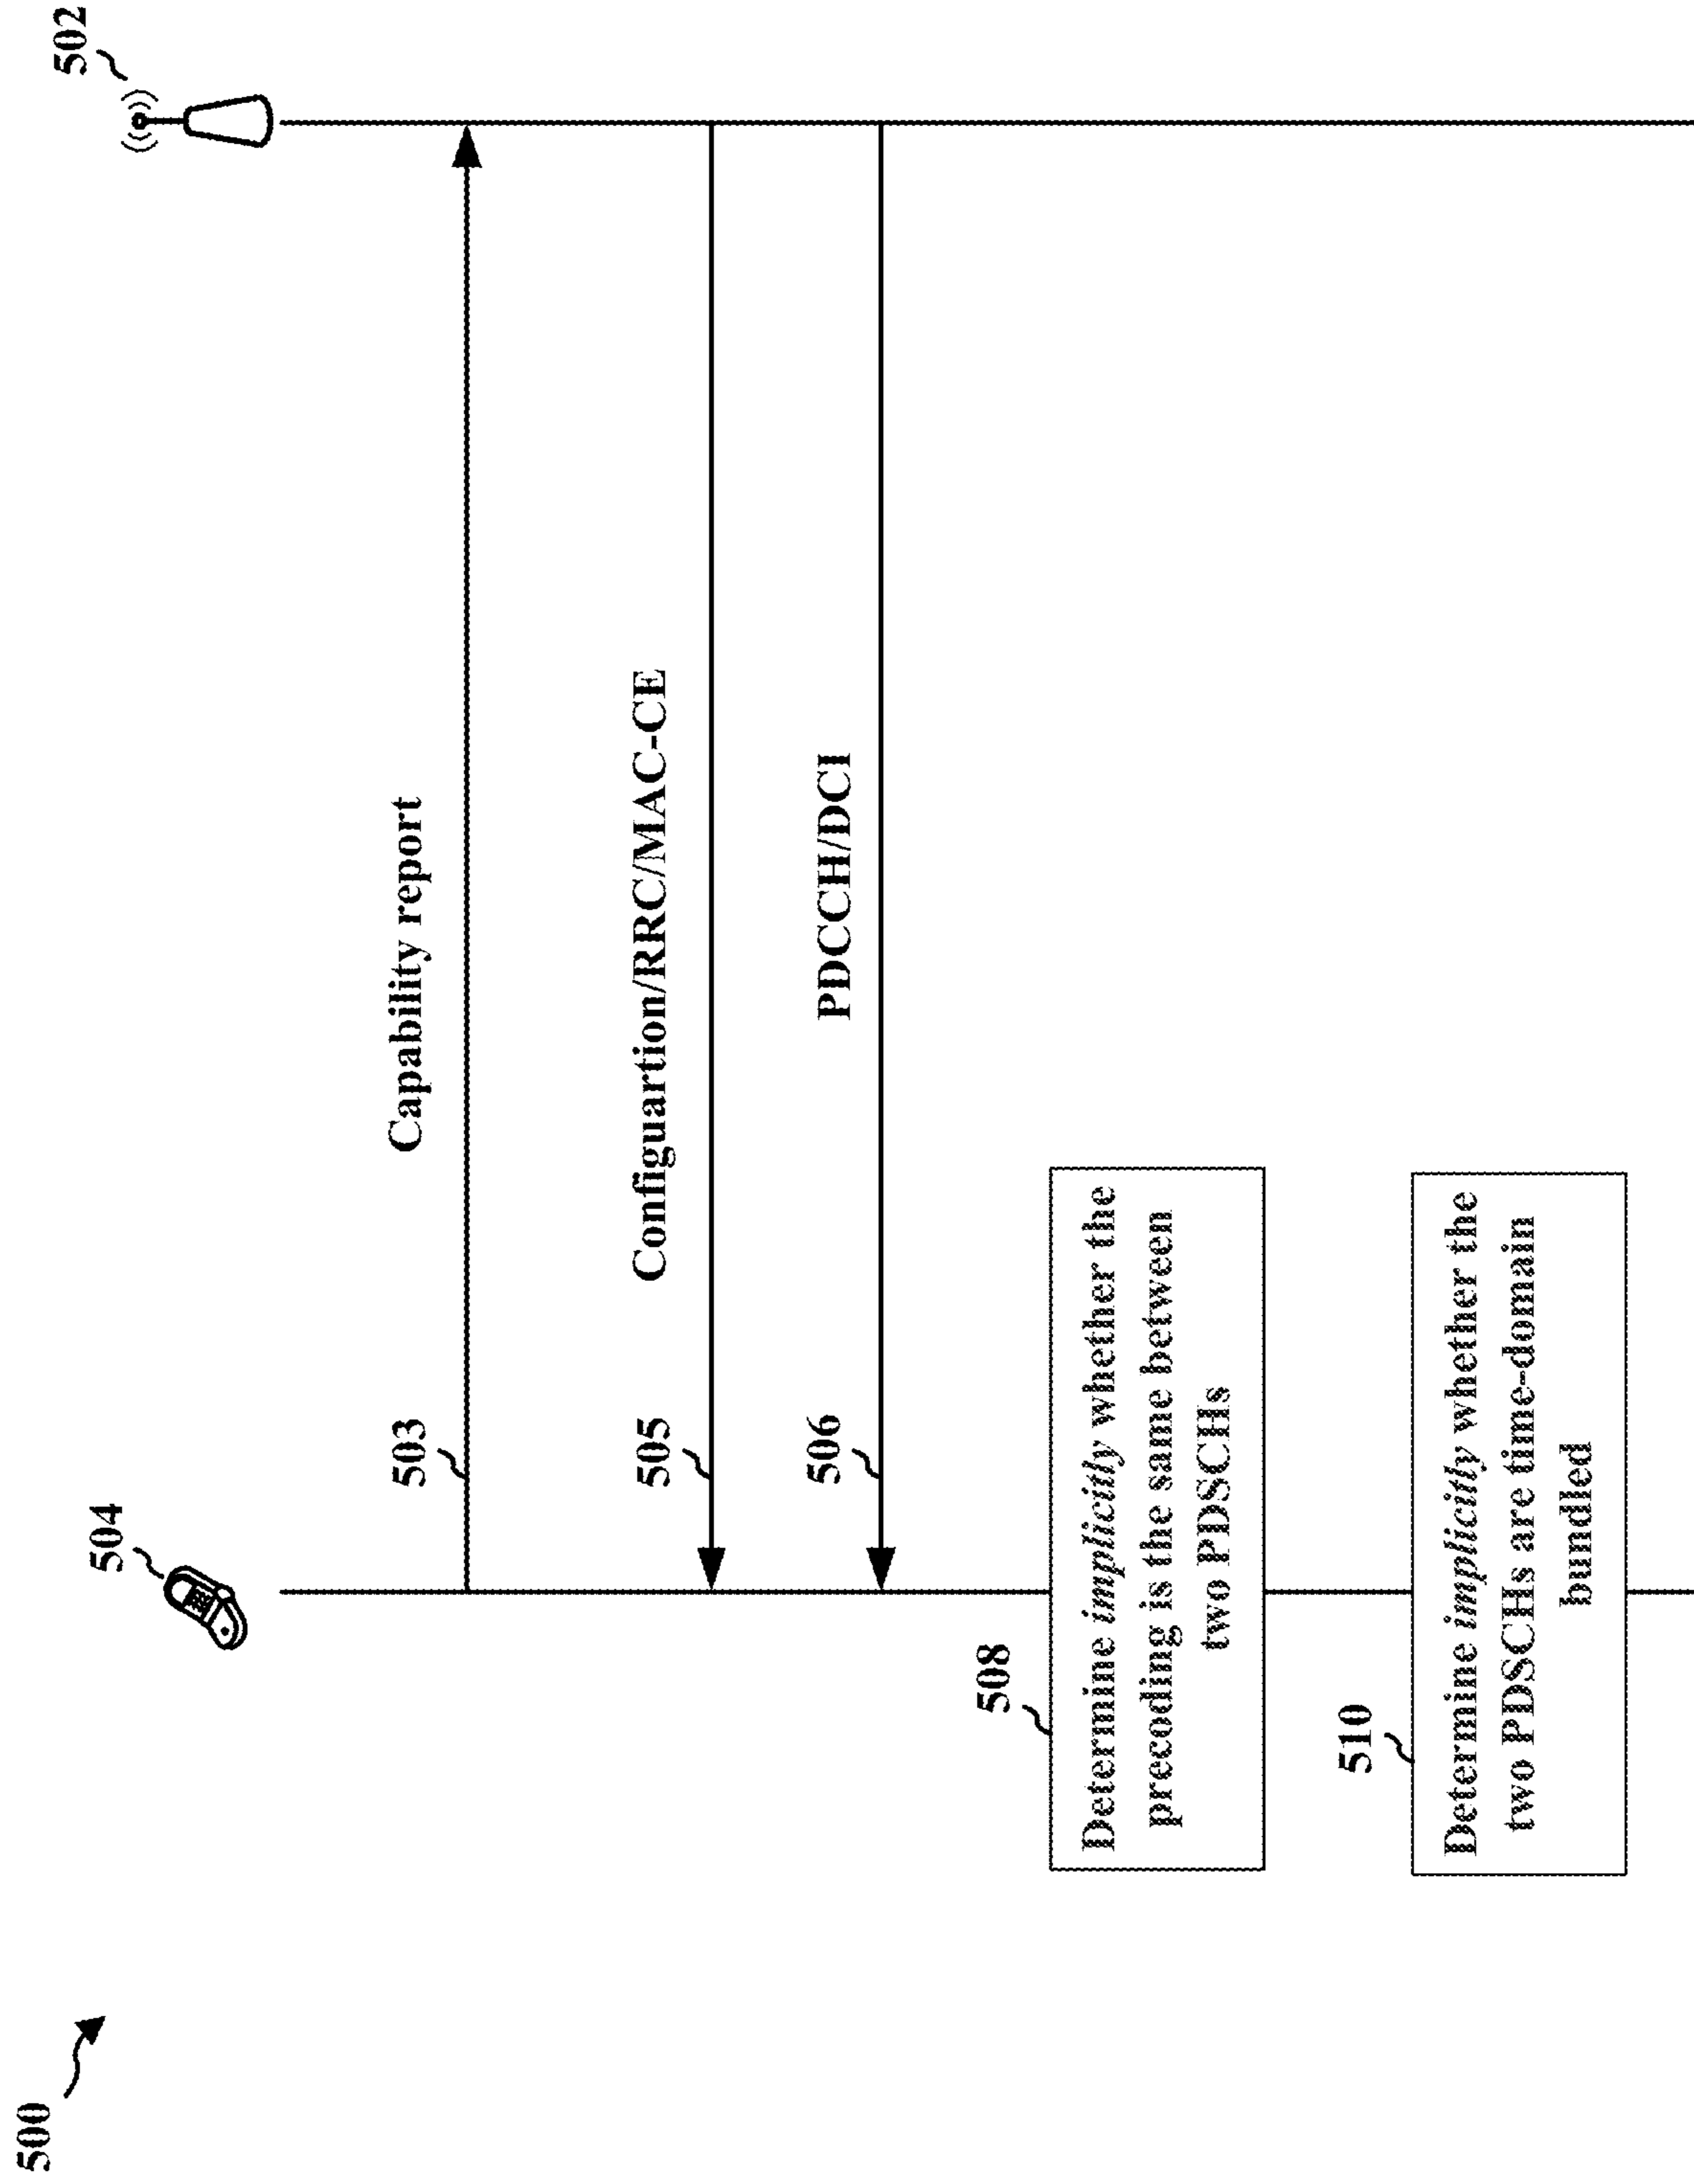 500
504
502
503
Capability report
505
Configuartion/RRC/MAC-CE
506
PDCCH/DCI
508
Determine implicitly whether the
precoding is the same between
two PDSCHs
510
Determine implicitly whether the
two PDSCHs are time-domain
bundled